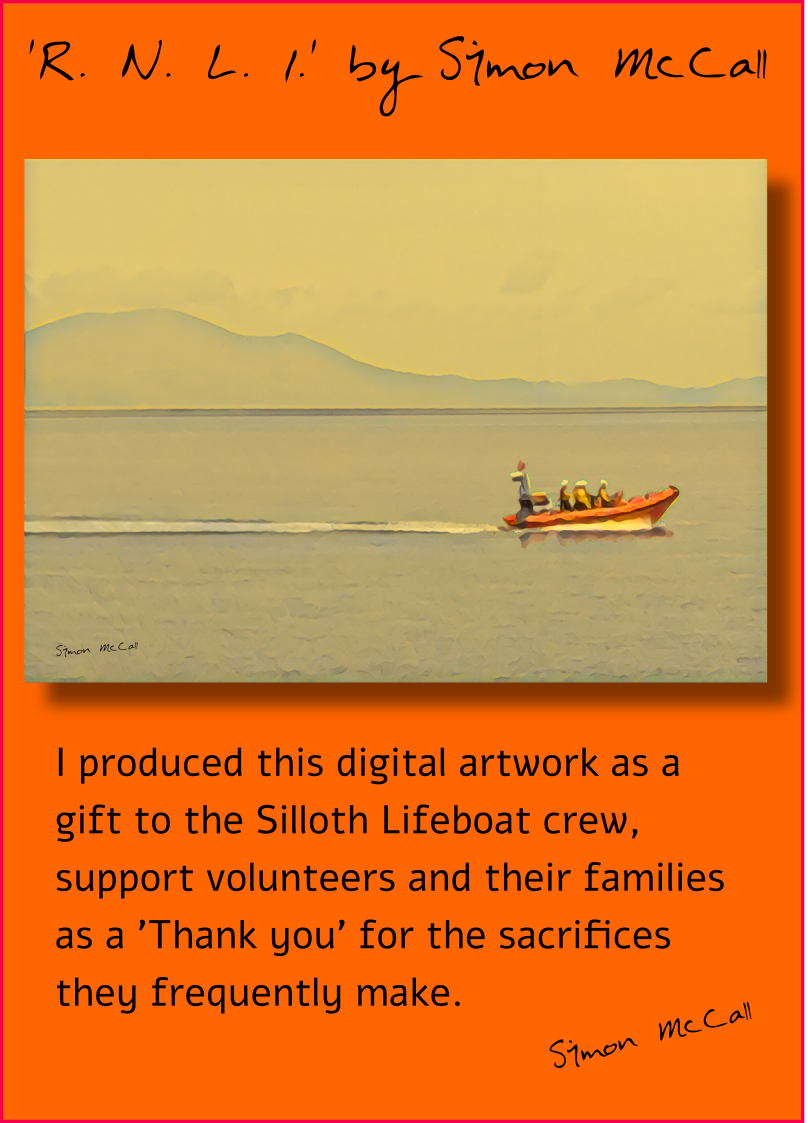 'R. N. L. I.' by Simon McCall
Simon McCall
I produced this digital artwork as a
gift to the Silloth Lifeboat crew,
support volunteers and their families
as a 'Thank you' for the sacrifices
they frequently make.
Simon McCall